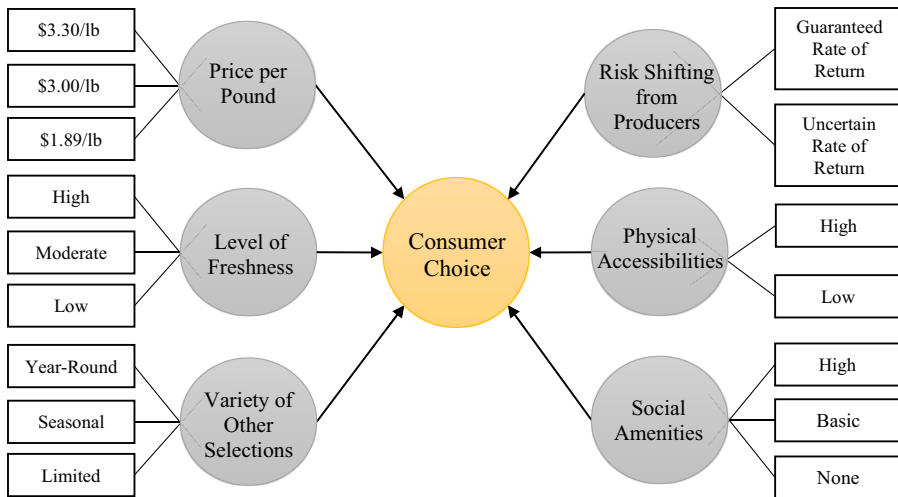 $3.30/lb
$3.00/lb
$1.89/lb
Price per
Pound
High
Moderate
Low
Level of
Freshness
Year-Round
Seasonal
Limited
Variety of
Other
Selections
Consumer
Choice
Risk Shifting
from
Producers
Guaranteed
Rate of
Return
Uncertain
Rate of
Return
Physical
Accessibilities
High
Low
Social
Amenities
High
Basic
None